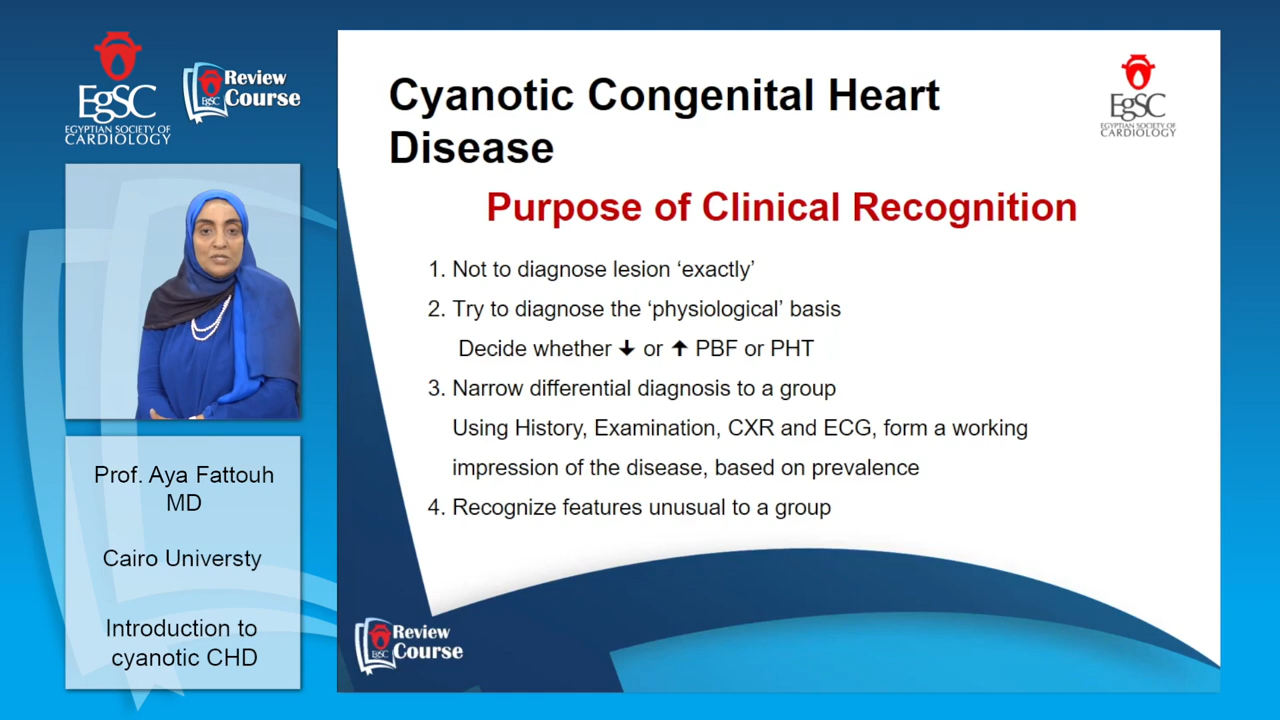 EgSC
EGYPTIAN SOCIETY OF
CARDIOLOGY
EgSC
Review
Course
Prof. Aya Fattouh
MD
Cairo Universty
Introduction to
cyanotic CHD
Cyanotic Congenital Heart
Disease
EgSC
EGYPTIAN SOCIETY OF
CARDIOLOGY
Purpose of Clinical Recognition
1. Not to diagnose lesion ‘exactly’
2. Try to diagnose the ‘physiological’ basis
Decide whether 🡇 or 🡅 PBF or PHT
3. Narrow differential diagnosis to a group
Using History, Examination, CXR and ECG, form a working
impression of the disease, based on prevalence
4. Recognize features unusual to a group
EgSC
Review
Course